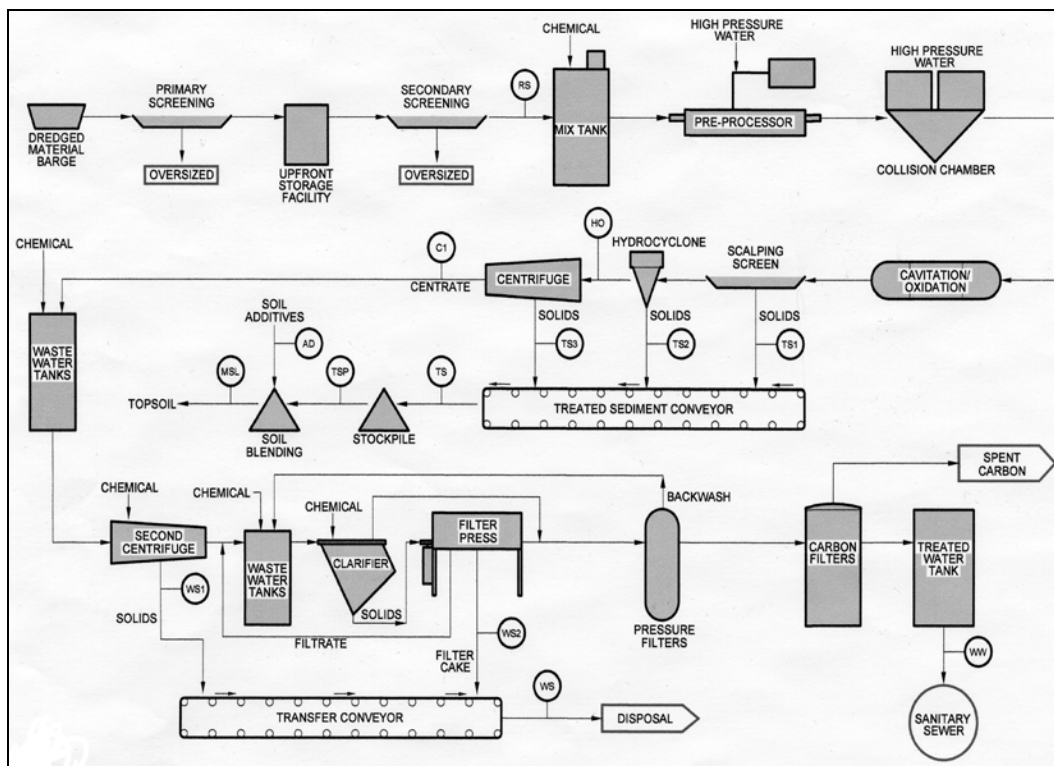 CHEMICAL
HIGH PRESSURE
WATER
HIGH PRESSURE
WATER
PRIMARY
SCREENING
SECONDARY
SCREENING
RS
DREDGED
MATERIAL
BARGE
OVERSIZED
UPFRONT
STORAGE
FACILITY
OVERSIZED
MIX TANK
PRE-PROCESSOR
COLLISION CHAMBER
CHEMICAL
C1
CENTRATE
CENTRIFUGE
HO
HYDROCYCLONE
SCALPING
SCREEN
CAVITATION/
OXIDATION
SOLIDS
SOLIDS
SOLIDS
TS3
TS2
TS1
WASTE
WATER
TANKS
SOIL
ADDITIVES
AD
MSL
TSP
TS
TOPSOIL
SOIL
BLENDING
STOCKPILE
TREATED SEDIMENT CONVEYOR
SPENT
CARBON
CHEMICAL
CHEMICAL
CHEMICAL
BACKWASH
SECOND
CENTRIFUGE
WASTE
WATER
TANKS
CLARIFIER
FILTER
PRESS
CARBON
FILTERS
TREATED
WATER
TANK
WS1
SOLIDS
SOLIDS
FILTRATE
WS2
FILTER
CAKE
PRESSURE
FILTERS
WW
TRANSFER CONVEYOR
WS
DISPOSAL
SANITARY
SEWER